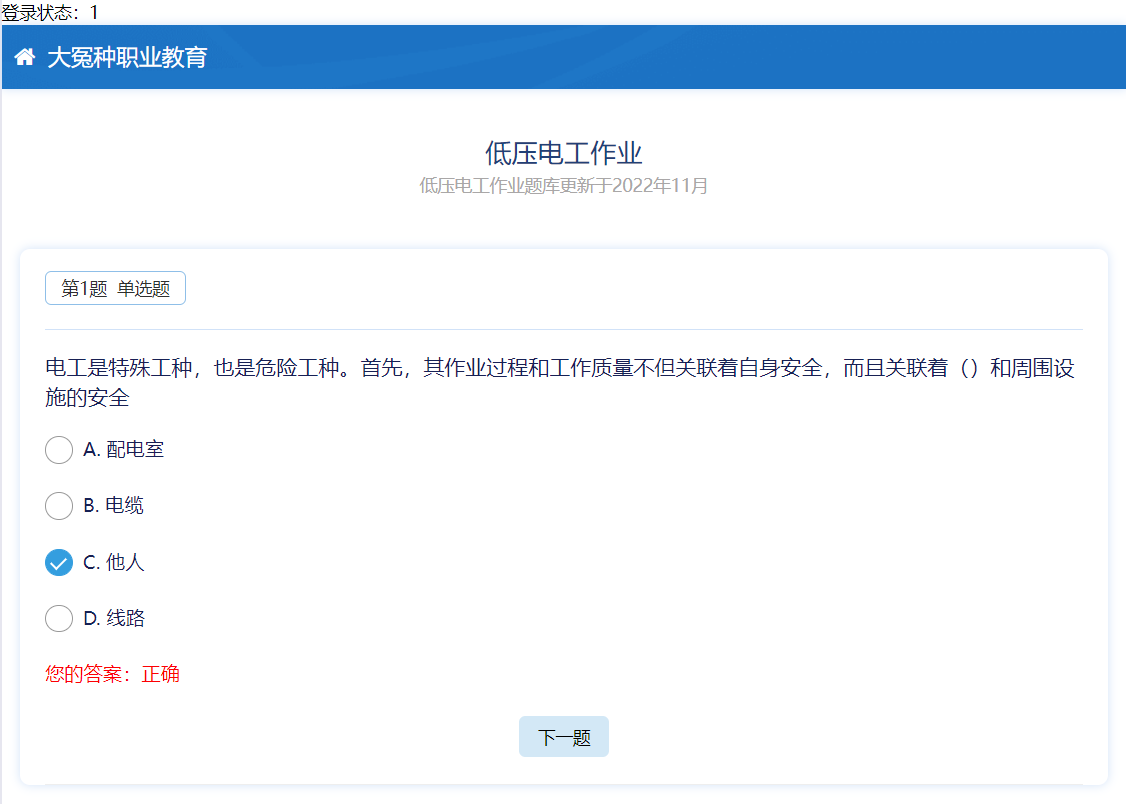 登录状态：1
大冤种职业教育
低压电工作业
低压电工作业题库更新于2022年11月
第1题 单选题
电工是特殊工种，也是危险工种。首先，其作业过程和工作质量不但关联着自身安全，而且关联着（）和周围设
施的安全
A. 配电室
B. 电缆
C. 他人
D. 线路
您的答案：正确
下一题